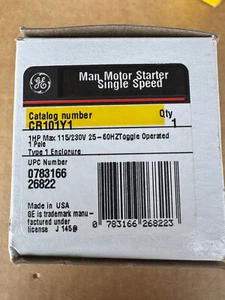 Man Motor Starter
Single Speed
Catalog number
Qty
CR101Y1
1
1HP Max 115/230V 25-60HZToggle Operated
1 Pole
Type 1 Enclosure
UPC Number
0783166
26822
Made in USA
GE is trademark manu-
factured under
license J 145@
0 783166 268223